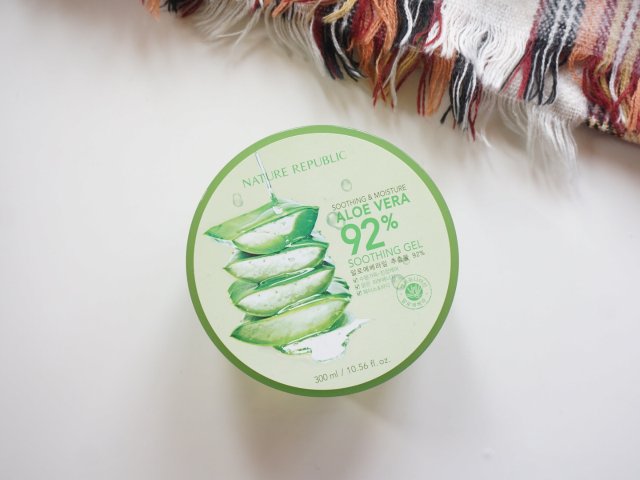 NATURE REPUBLIC
SOOTHING & MOISTURE
ALOE VERA
92%
SOOTHING GEL
알로에베라잎 추출물 92%
300 ml / 10.56 fl. oz.